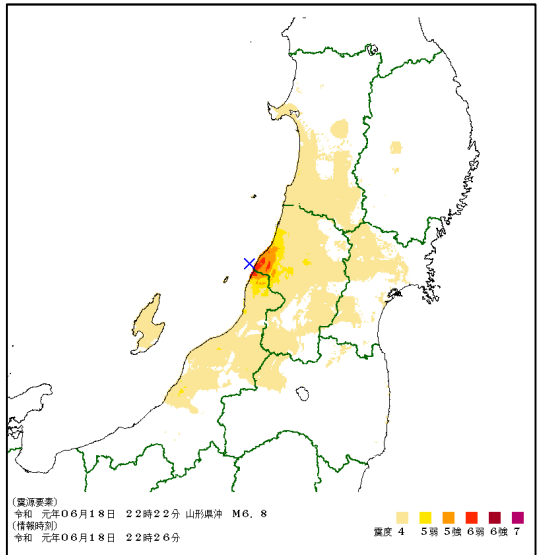 (震源要素)
令和 元年06月18日 22時22分 山形県沖 M6.8
(情報時刻)
令和 元年06月18日 22時26分
震度 4 5弱 5強 6弱 6強 7